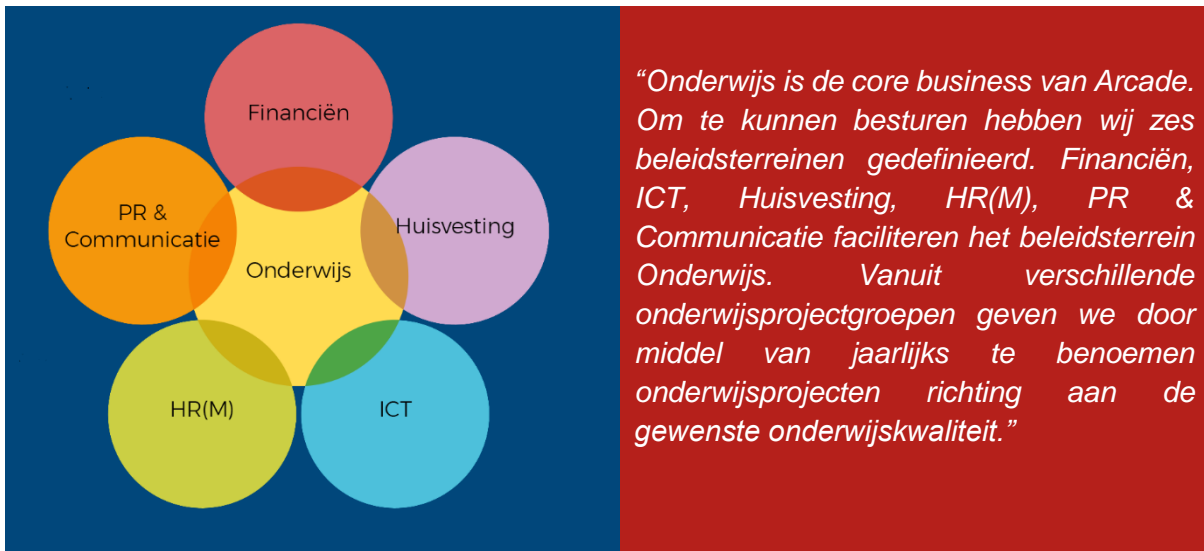 Financiën
PR &
Communicatie
Huisvesting
Onderwijs
HR(M)
ICT
“Onderwijs is de core business van Arcade.
Om te kunnen besturen hebben wij zes
beleidsterreinen gedefinieerd. Financiën,
ICT, Huisvesting, HR(M), PR &
Communicatie faciliteren het beleidsterrein
Onderwijs. Vanuit verschillende
onderwijsprojectgroepen geven we door
middel van jaarlijks te benoemen
onderwijsprojecten richting aan de
gewenste onderwijskwaliteit.”